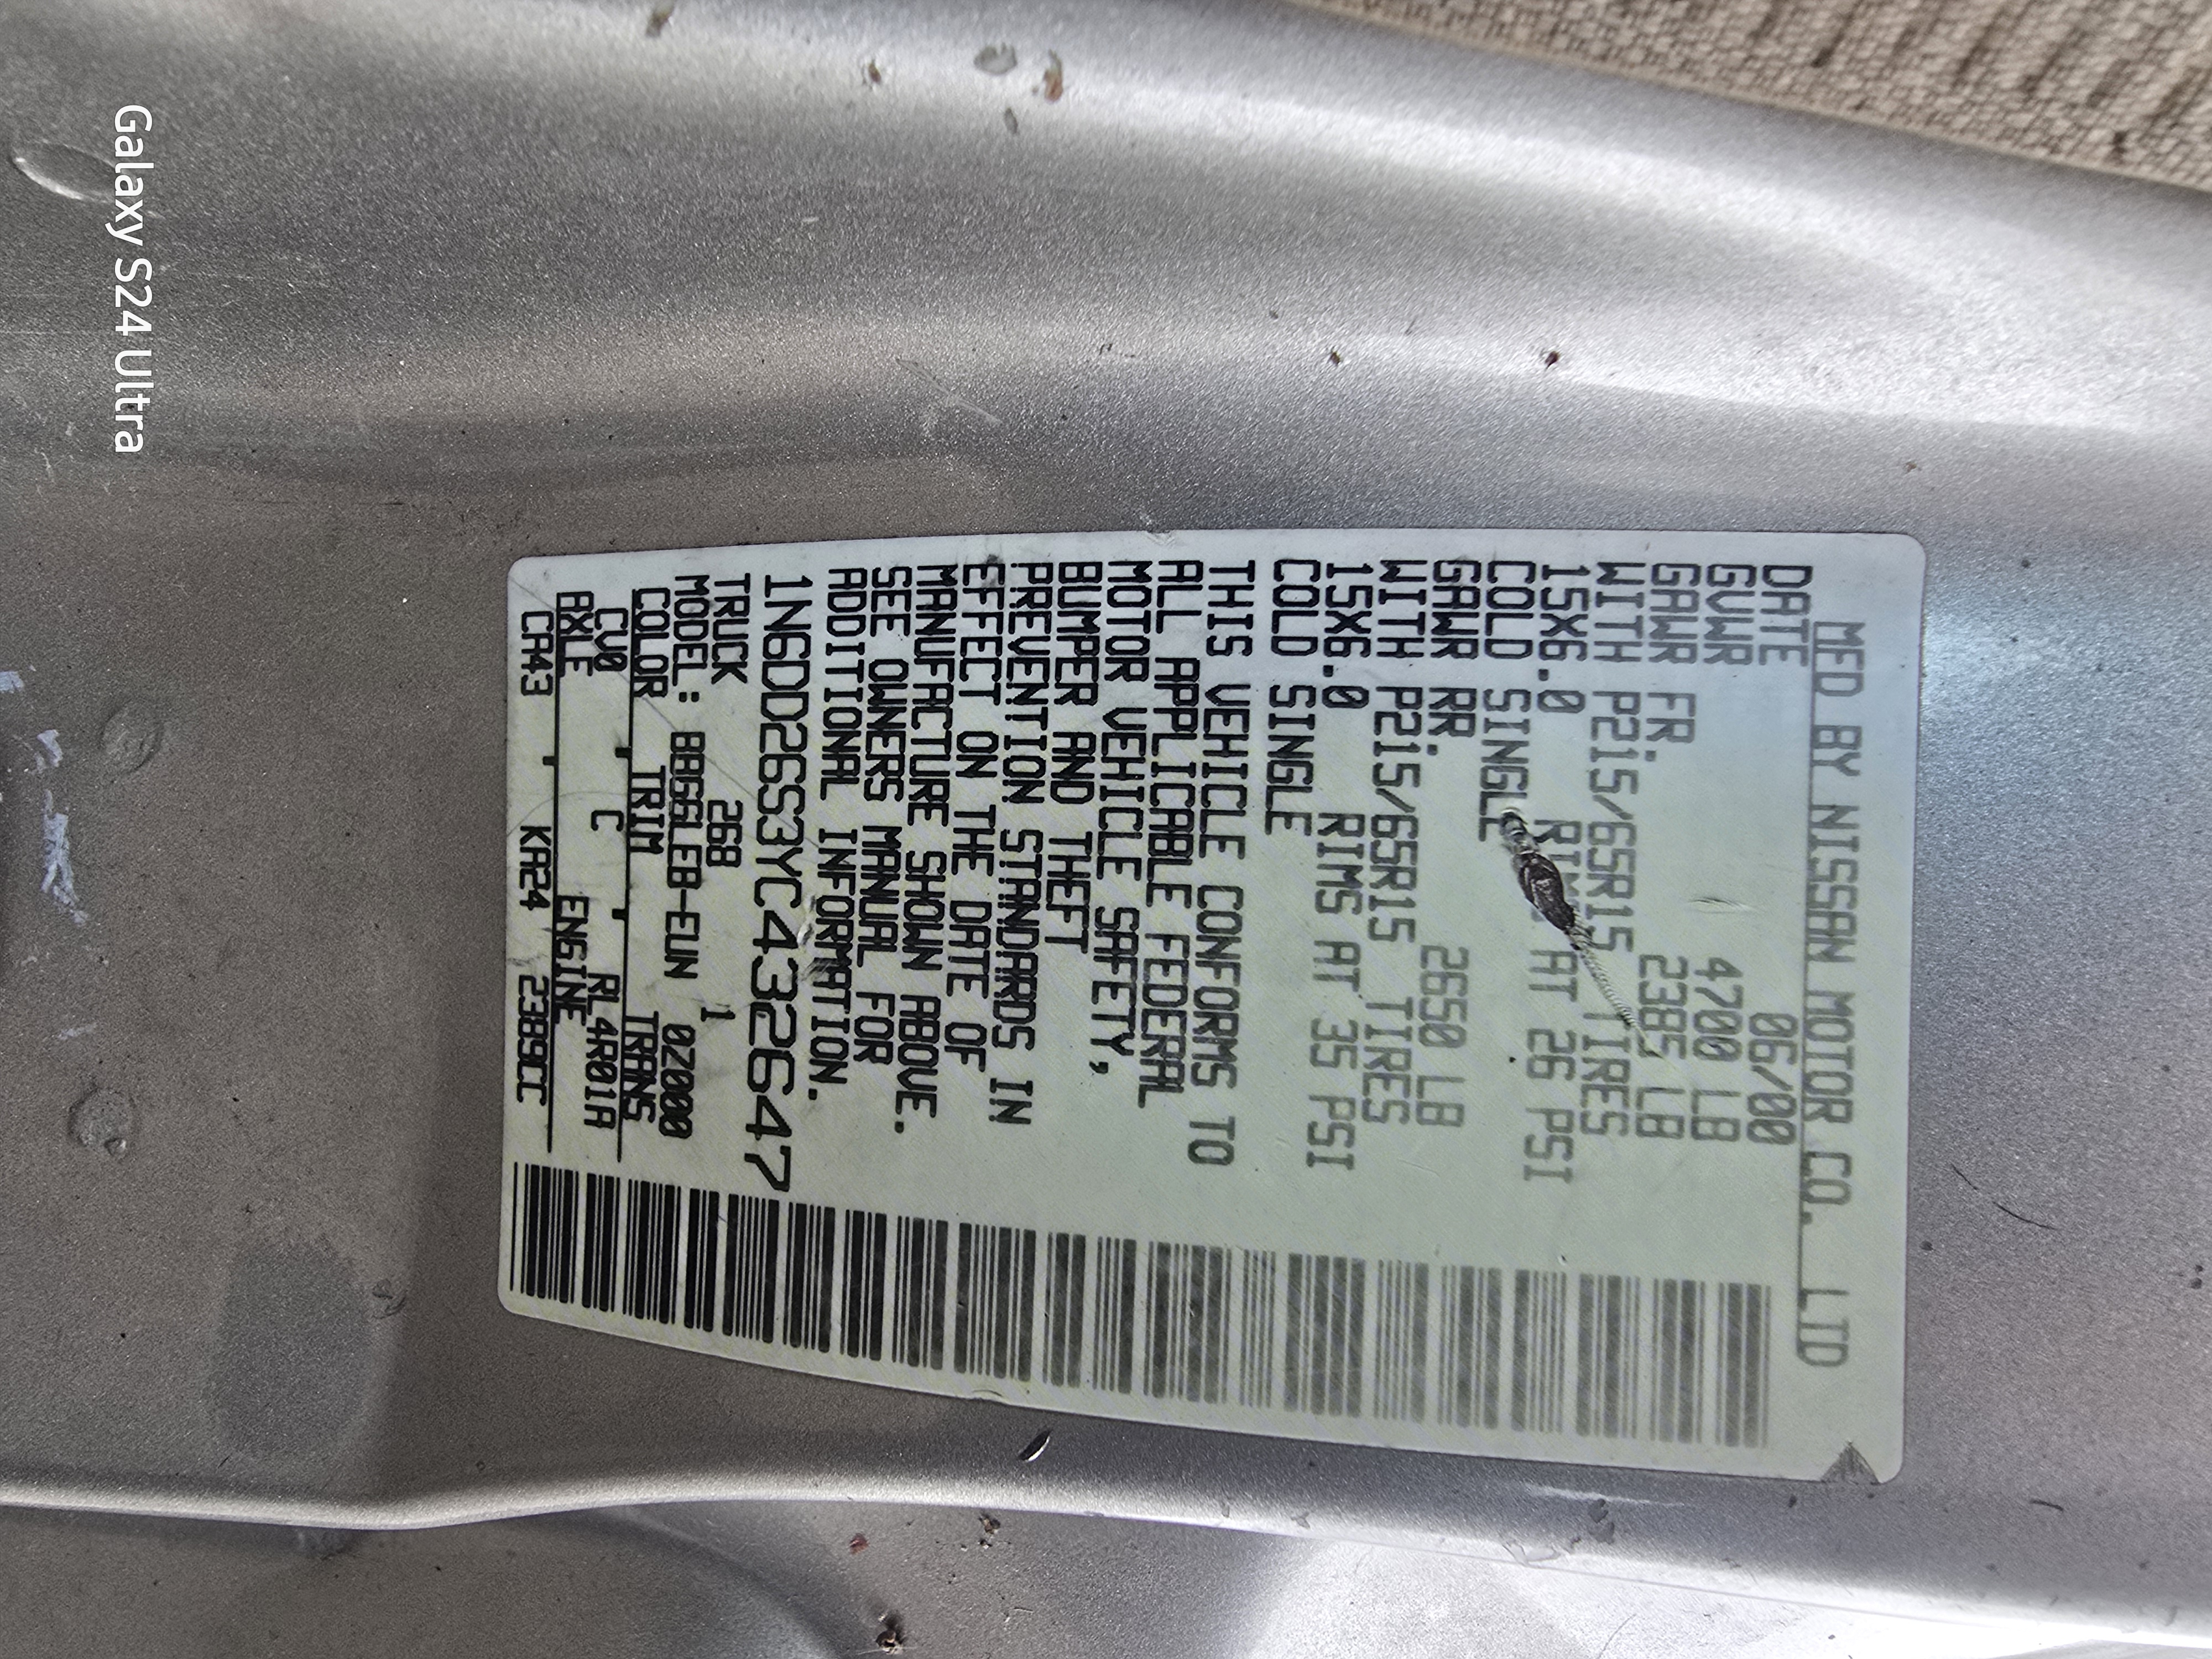 MFD BY NISSAN MOTOR CO. LTD
DATE 06/00
GVWR 4700 LB
GAWR FR. 2385 LB
WITH P215/65R15 TIRES
15X6.0 AT 26 PSI
COLD SINGLE
GAWR RR. 2650 LB
WITH P215/65R15 TIRES
15X6.0 RIMS AT 35 PSI
COLD SINGLE
THIS VEHICLE CONFORMS TO
ALL APPLICABLE FEDERAL
MOTOR VEHICLE SAFETY,
BUMPER AND THEFT
PREVENTION STANDARDS IN
EFFECT ON THE DATE OF
MANUFACTURE SHOWN ABOVE.
SEE OWNERS MANUAL FOR
ADDITIONAL INFORMATION.
1N6DD26S3YC432647
TRUCK 268 1
MODEL: BBGGLEB-EUN 0Z000
COLOR TRIM TRANS
CV0 C RL4R01A
AXLE ENGINE
CA43 KA24 2389CC
Galaxy S24 Ultra